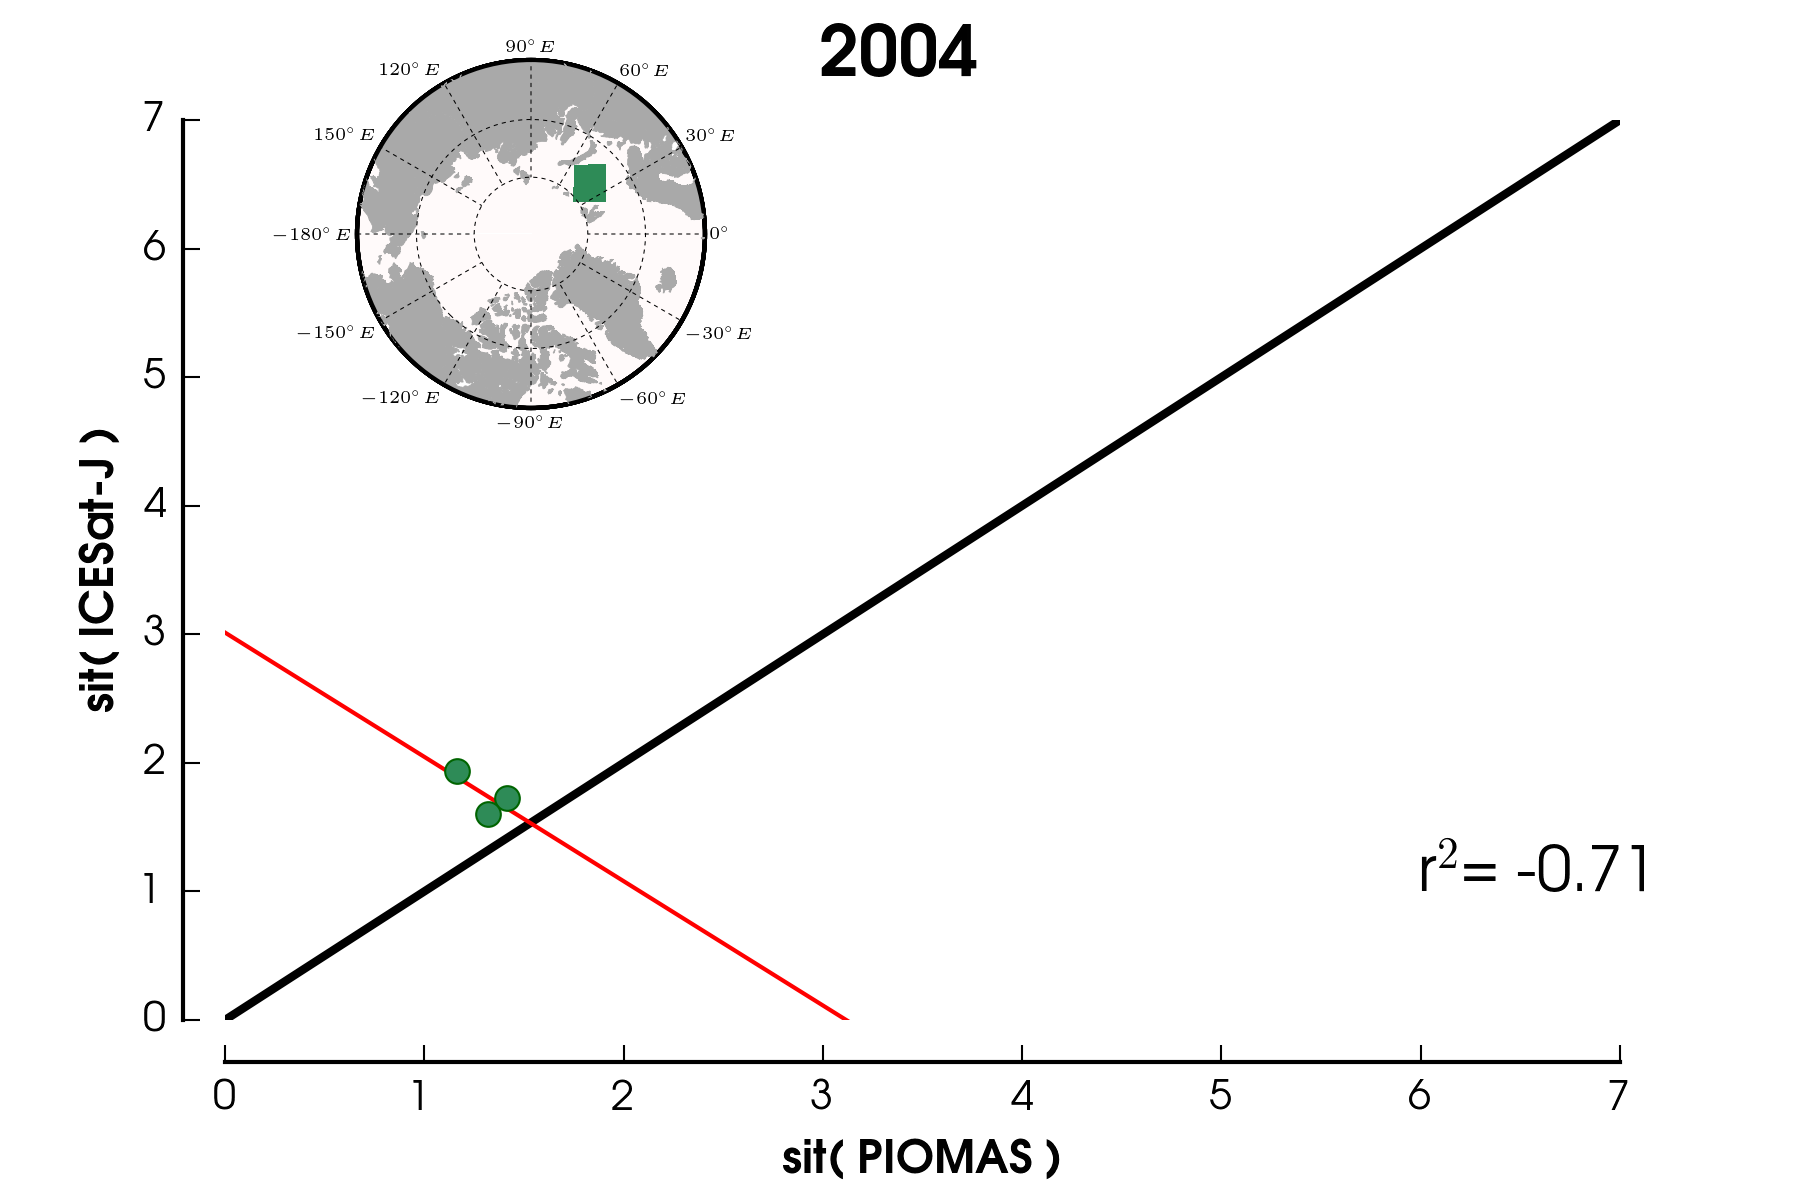 2004
90° E
120° E
60° E
150° E
30° E
−180° E
0°
−150° E
−30° E
−120° E
−60° E
−90° E
7
6
5
4
3
2
1
0
sit( ICESat-J )
r²= -0.71
0 1 2 3 4 5 6 7
sit( PIOMAS )